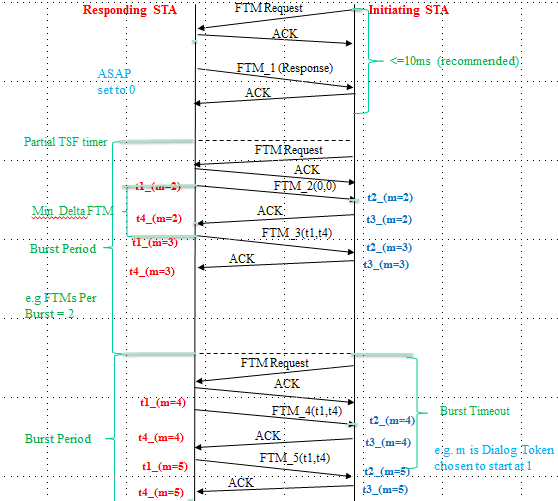 Responding STA
Initiating STA
FTM Request
ACK
<=10ms (recommended)
FTM_1 (Response)
ASAP
set to 0
ACK
Partial TSF timer
FTM Request
ACK
t1_(m=2)
FTM_2(0,0)
t2_(m=2)
Min_DeltaFTM
ACK
t4_(m=2)
t3_(m=2)
t1_(m=3)
FTM_3(t1,t4)
t2_(m=3)
Burst Period
ACK
t4_(m=3)
t3_(m=3)
e.g FTMs Per
Burst = 2
FTM Request
ACK
t1_(m=4)
FTM_4(t1,t4)
Burst Timeout
t2_(m=4)
Burst Period
t4_(m=4)
ACK
t3_(m=4)
e.g. m is Dialog Token
chosen to start at 1
t1_(m=5)
FTM_5(t1,t4)
t2_(m=5)
ACK
t4_(m=5)
t3_(m=5)